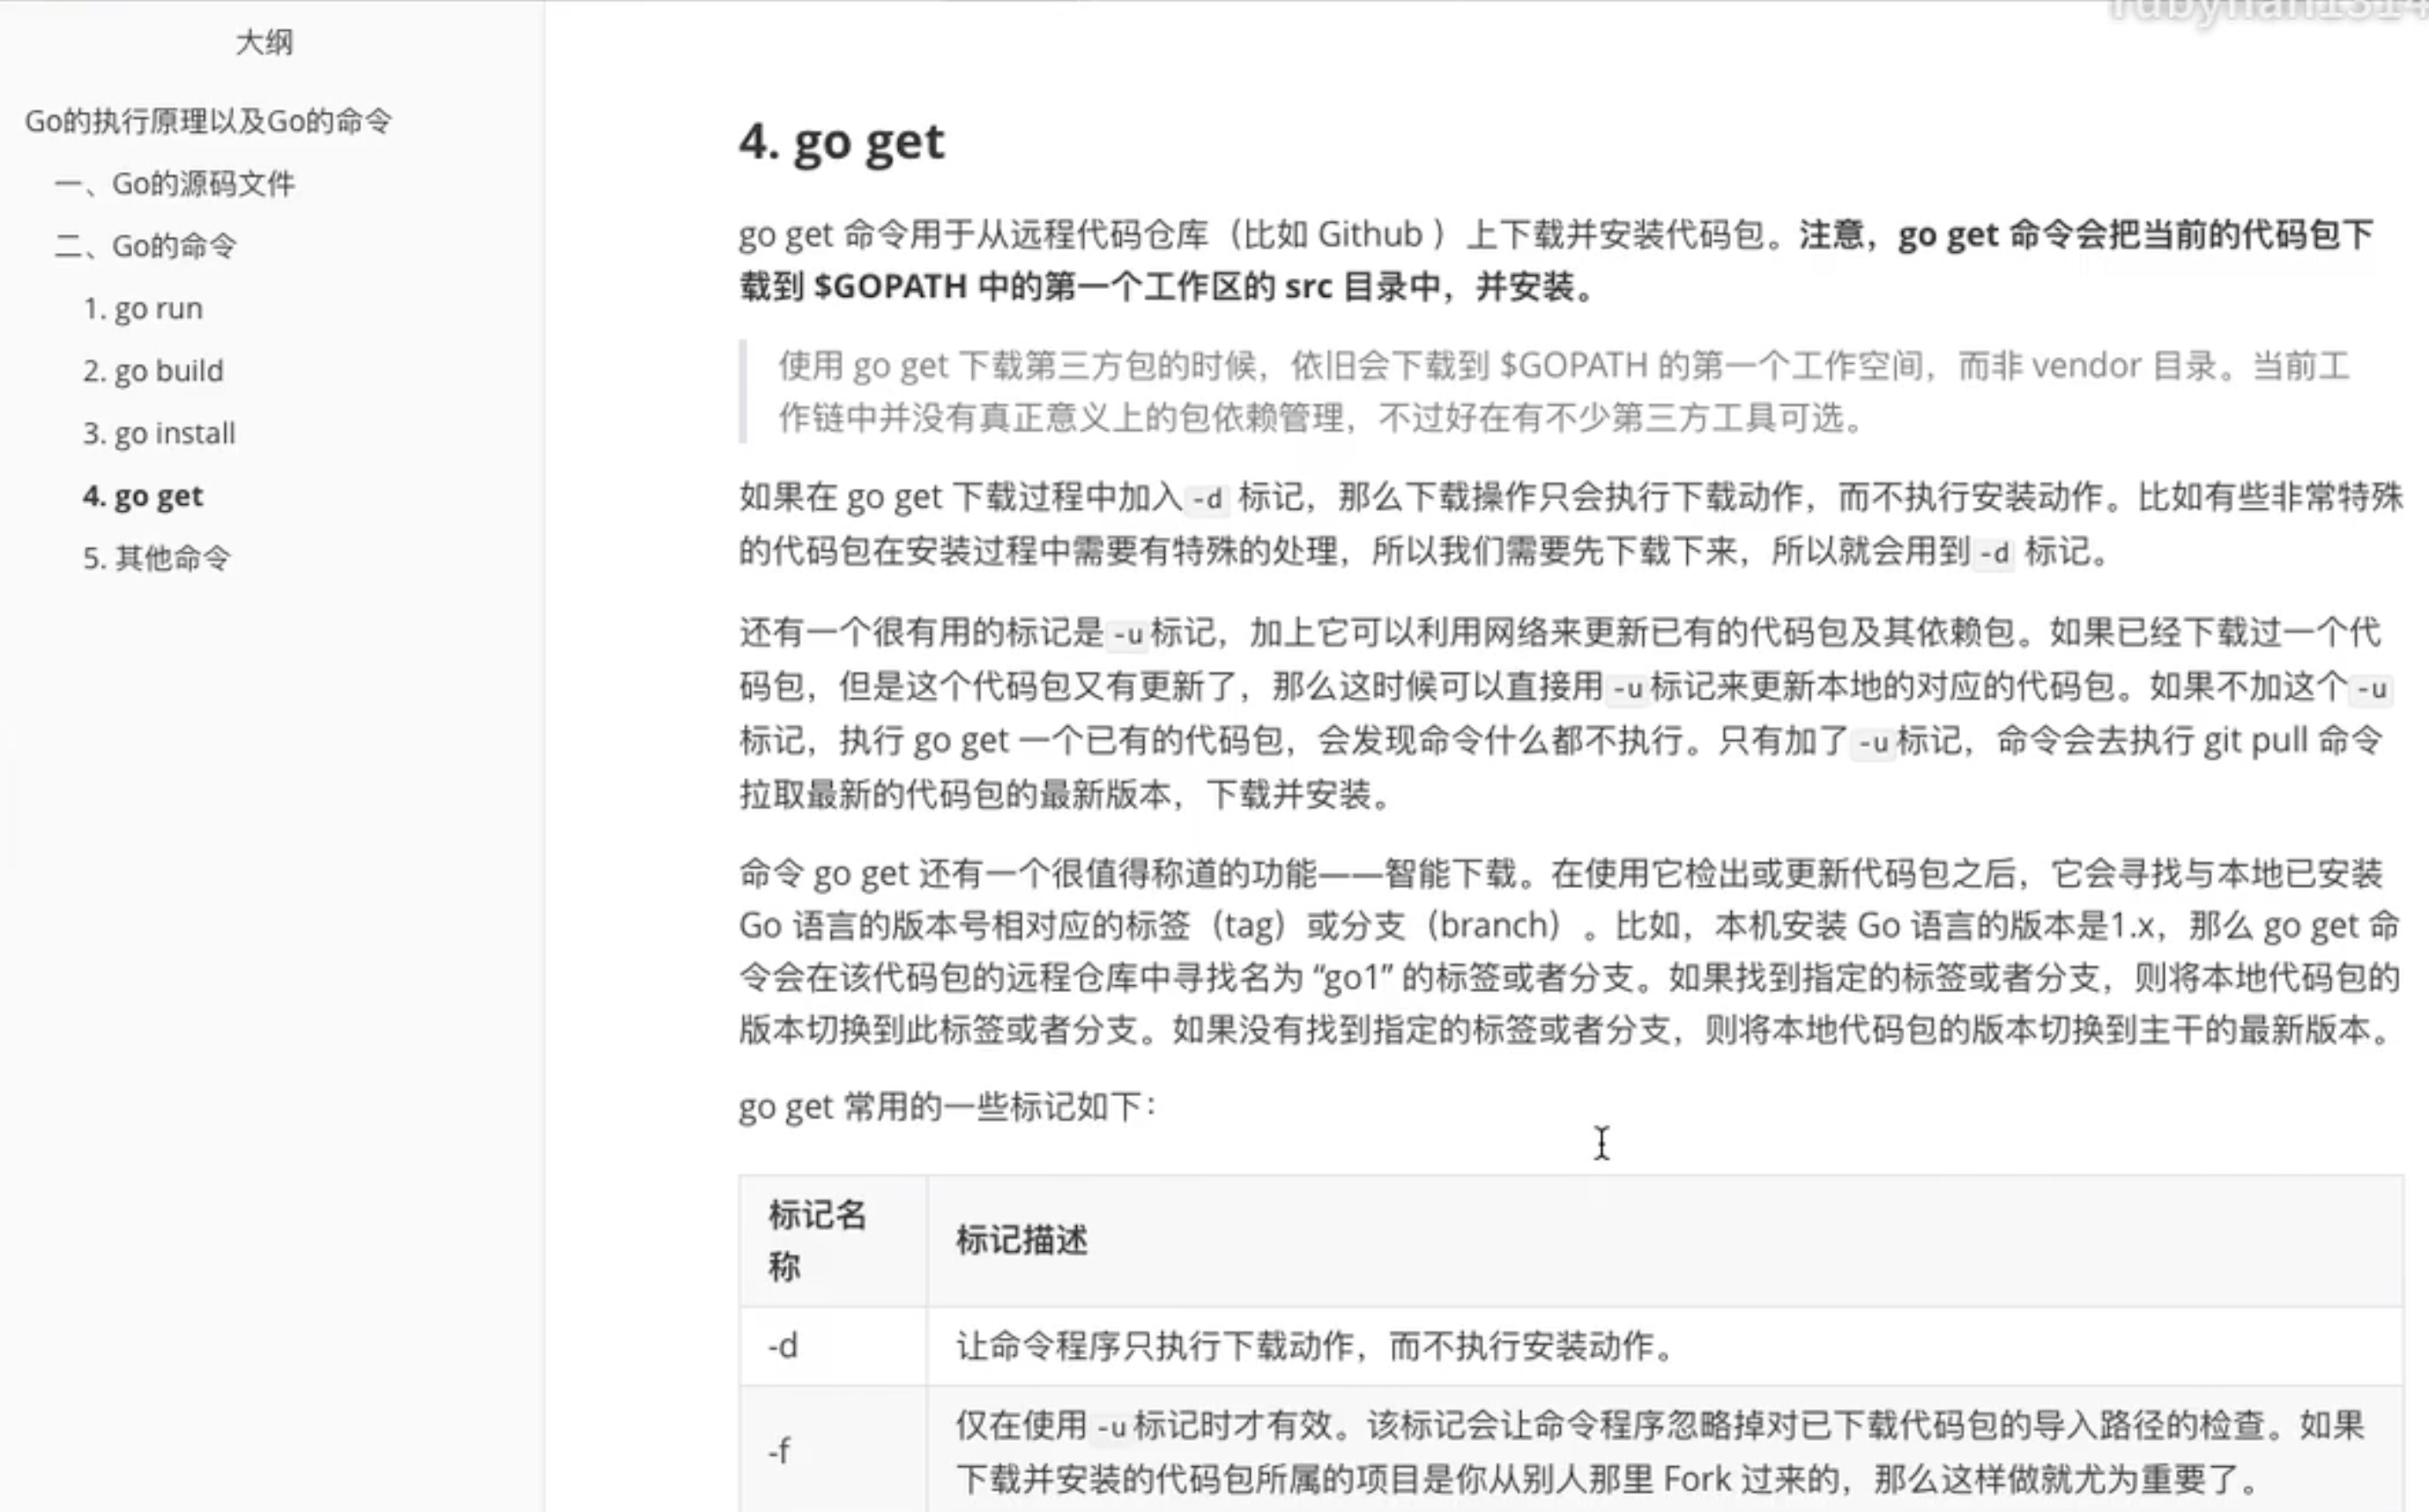 大纲
Go的执行原理以及Go的命令
一、Go的源码文件
二、Go的命令
1. go run
2. go build
3. go install
4. go get
5. 其他命令
4. go get
go get 命令用于从远程代码仓库（比如 Github ）上下载并安装代码包。注意，go get 命令会把当前的代码包下
载到 $GOPATH 中的第一个工作区的 src 目录中，并安装。
使用 go get 下载第三方包的时候，依旧会下载到 $GOPATH 的第一个工作空间，而非 vendor 目录。当前工
作链中并没有真正意义上的包依赖管理，不过好在有不少第三方工具可选。
如果在 go get 下载过程中加入 -d 标记，那么下载操作只会执行下载动作，而不执行安装动作。比如有些非常特殊
的代码包在安装过程中需要有特殊的处理，所以我们需要先下载下来，所以就会用到 -d 标记。
还有一个很有用的标记是 -u 标记，加上它可以利用网络来更新已有的代码包及其依赖包。如果已经下载过一个代
码包，但是这个代码包又有更新了，那么这时候可以直接用 -u 标记来更新本地的对应的代码包。如果不加这个 -u
标记，执行 go get 一个已有的代码包，会发现命令什么都不执行。只有加了 -u 标记，命令会去执行 git pull 命令
拉取最新的代码包的最新版本，下载并安装。
命令 go get 还有一个很值得称道的功能——智能下载。在使用它检出或更新代码包之后，它会寻找与本地已安装
Go 语言的版本号相对应的标签（tag）或分支（branch）。比如，本机安装 Go 语言的版本是1.x，那么 go get 命
令会在该代码包的远程仓库中寻找名为 “go1” 的标签或者分支。如果找到指定的标签或者分支，则将本地代码包的
版本切换到此标签或者分支。如果没有找到指定的标签或者分支，则将本地代码包的版本切换到主干的最新版本。
go get 常用的一些标记如下：
标记名
称
标记描述
-d
让命令程序只执行下载动作，而不执行安装动作。
-f
仅在使用 -u 标记时才有效。该标记会让命令程序忽略掉对已下载代码包的导入路径的检查。如果
下载并安装的代码包所属的项目是你从别人那里 Fork 过来的，那么这样做就尤为重要了。